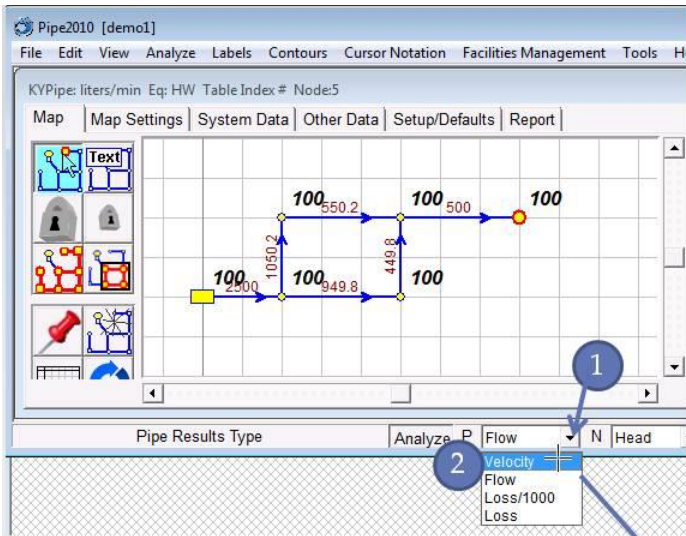 Pipe2010 [demo1]
File Edit View Analyze Labels Contours Cursor Notation Facilities Management Tools
KYPipe: liters/min Eq: HW Table Index # Node:5
Map Map Settings System Data Other Data Setup/Defaults Report
Text
100 550.2 100 500 100
1050.2 449.8
100 2500 100 949.8 100
1
Pipe Results Type Analyze P Flow N Head
2 Velocity
Flow
Loss/1000
Loss